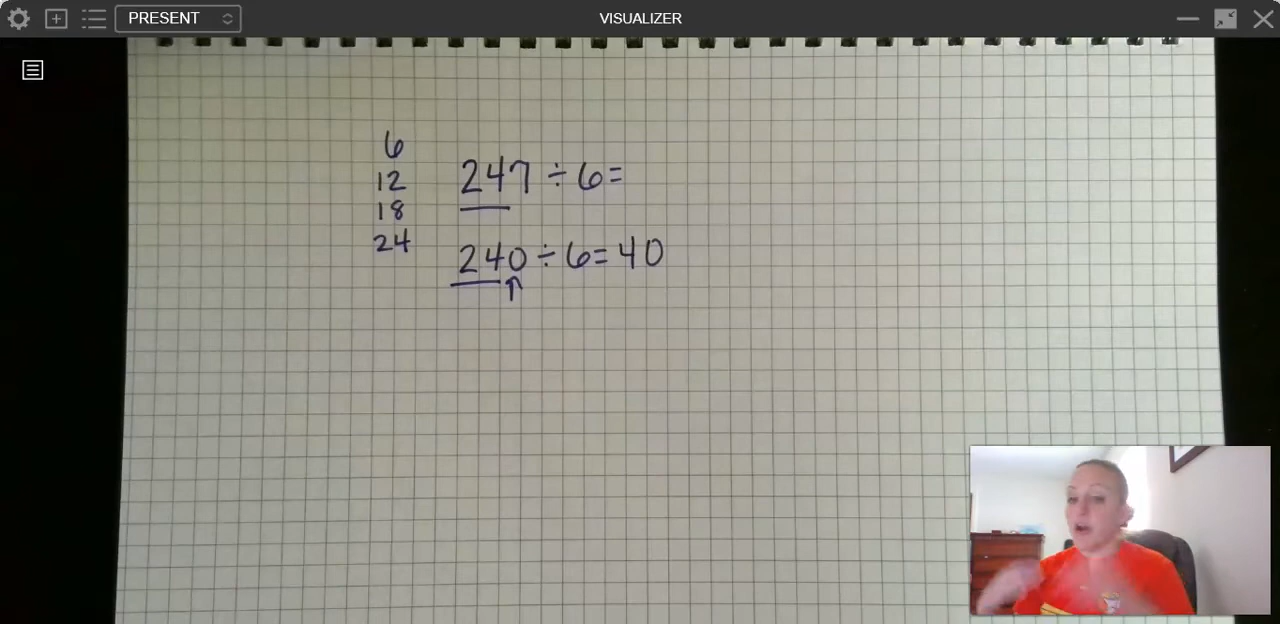 PRESENT
VISUALIZER
6
12
18
24
247 ÷ 6 =
240 ÷ 6 = 40